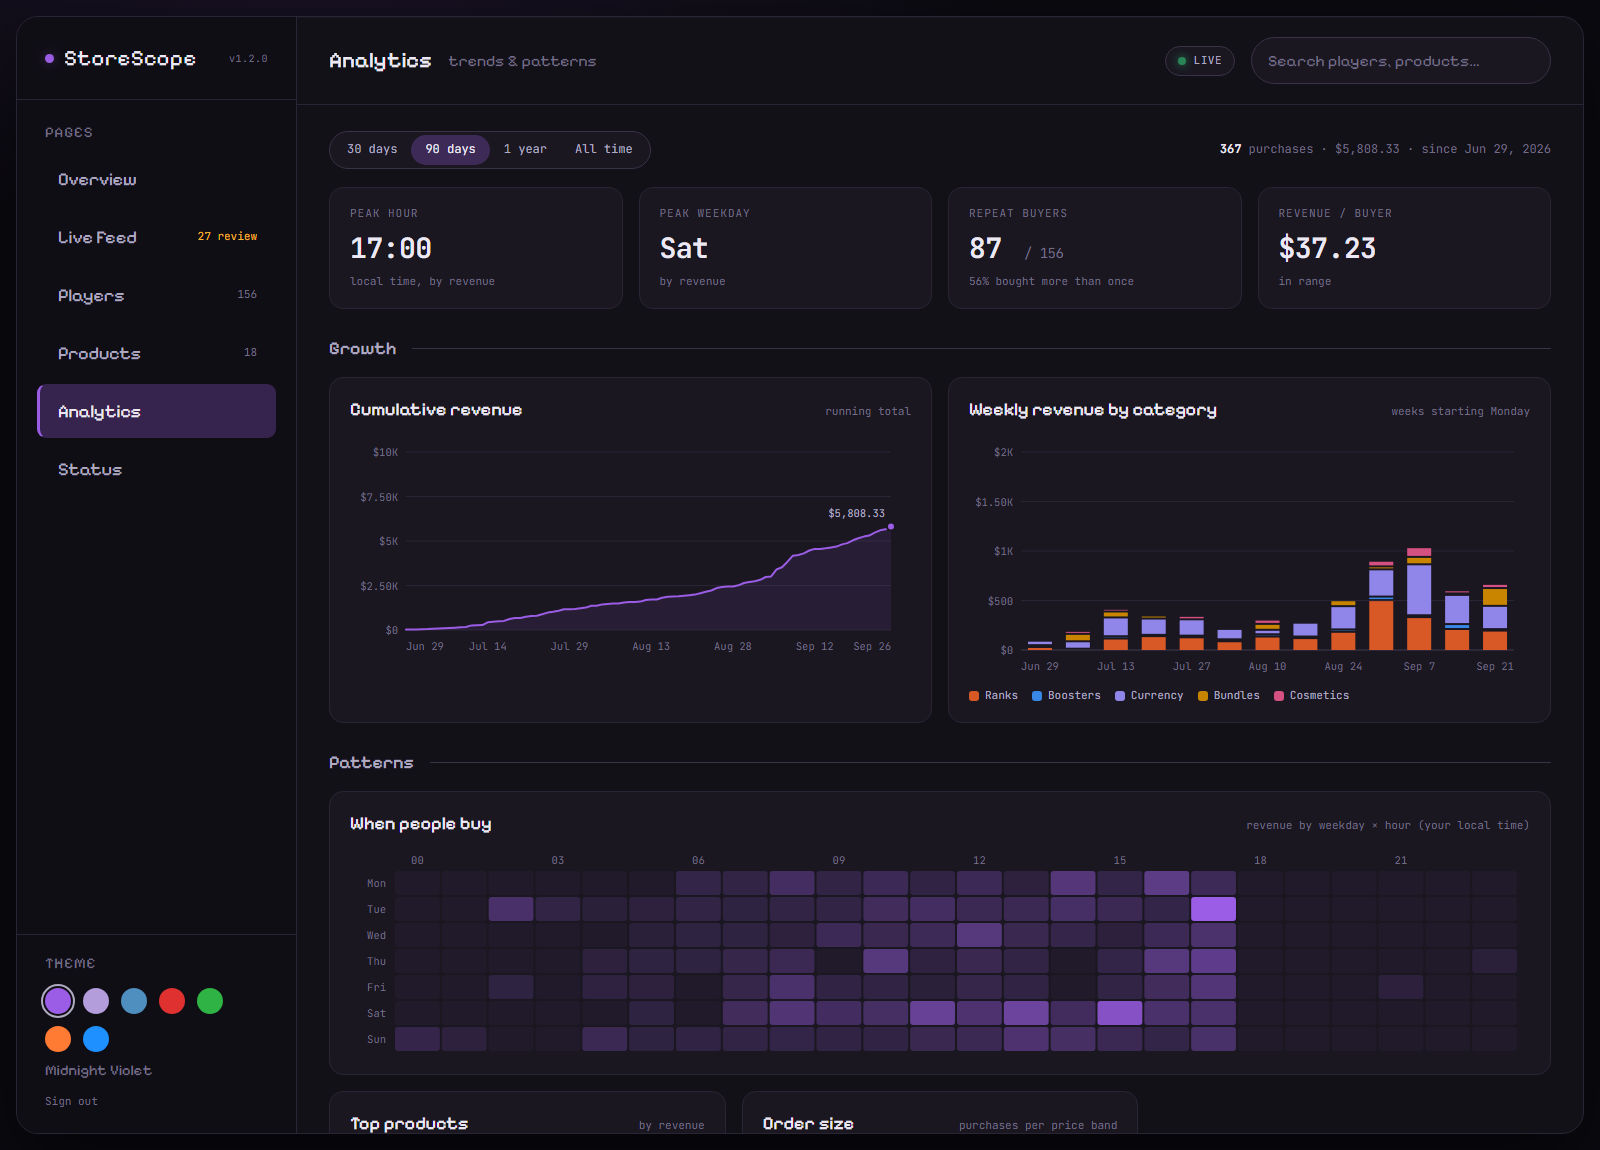 StoreScope v1.2.0
PAGES
Overview
Live Feed 27 review
Players 156
Products 18
Analytics
Status
THEME
Midnight Violet
Sign out
Analytics trends & patterns
LIVE
Search players, products...
30 days 90 days 1 year All time
367 purchases · $5,808.33 · since Jun 29, 2026
PEAK HOUR
17:00
local time, by revenue
PEAK WEEKDAY
Sat
by revenue
REPEAT BUYERS
87 / 156
56% bought more than once
REVENUE / BUYER
$37.23
in range
Growth
Cumulative revenue running total
$10K
$7.50K
$5,808.33
$5K
$2.50K
$0
Jun 29 Jul 14 Jul 29 Aug 13 Aug 28 Sep 12 Sep 26
Weekly revenue by category weeks starting Monday
$2K
$1.50K
$1K
$500
$0
Jun 29 Jul 13 Jul 27 Aug 10 Aug 24 Sep 7 Sep 21
Ranks Boosters Currency Bundles Cosmetics
Patterns
When people buy revenue by weekday × hour (your local time)
00 03 06 09 12 15 18 21
Mon
Tue
Wed
Thu
Fri
Sat
Sun
Top products by revenue
Order size purchases per price band